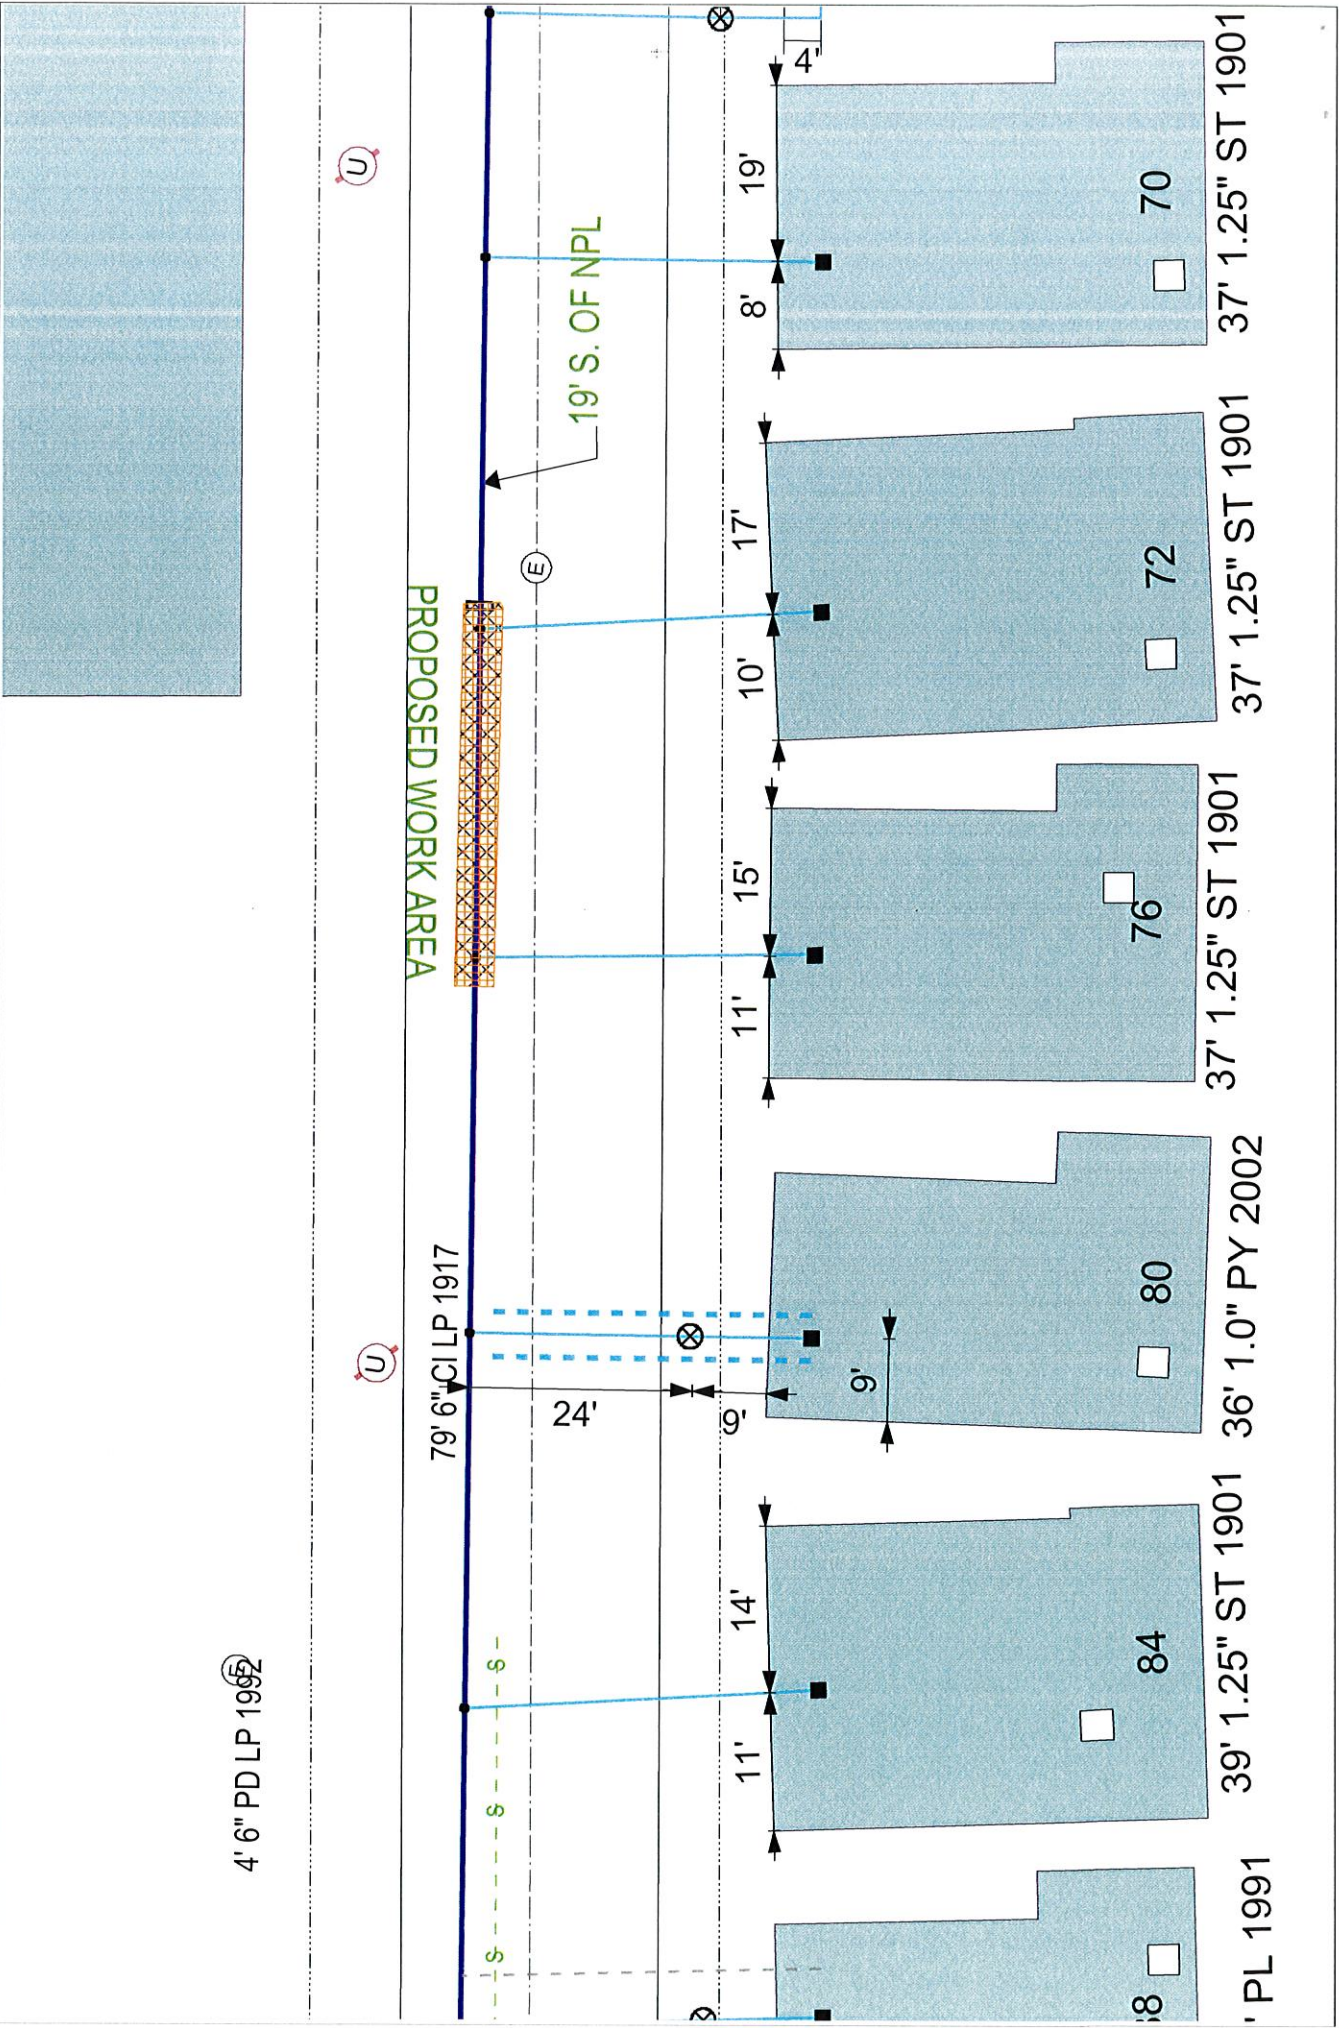 4' 6" PD LP 1992
E
U
U
79' 6" CI LP 1917
PROPOSED WORK AREA
19' S. OF NPL
E
S
S
S
4'
19'
8'
70
37' 1.25" ST 1901
17'
10'
72
37' 1.25" ST 1901
15'
11'
76
37' 1.25" ST 1901
24'
9'
9'
80
36' 1.0" PY 2002
14'
11'
84
39' 1.25" ST 1901
8
' PL 1991